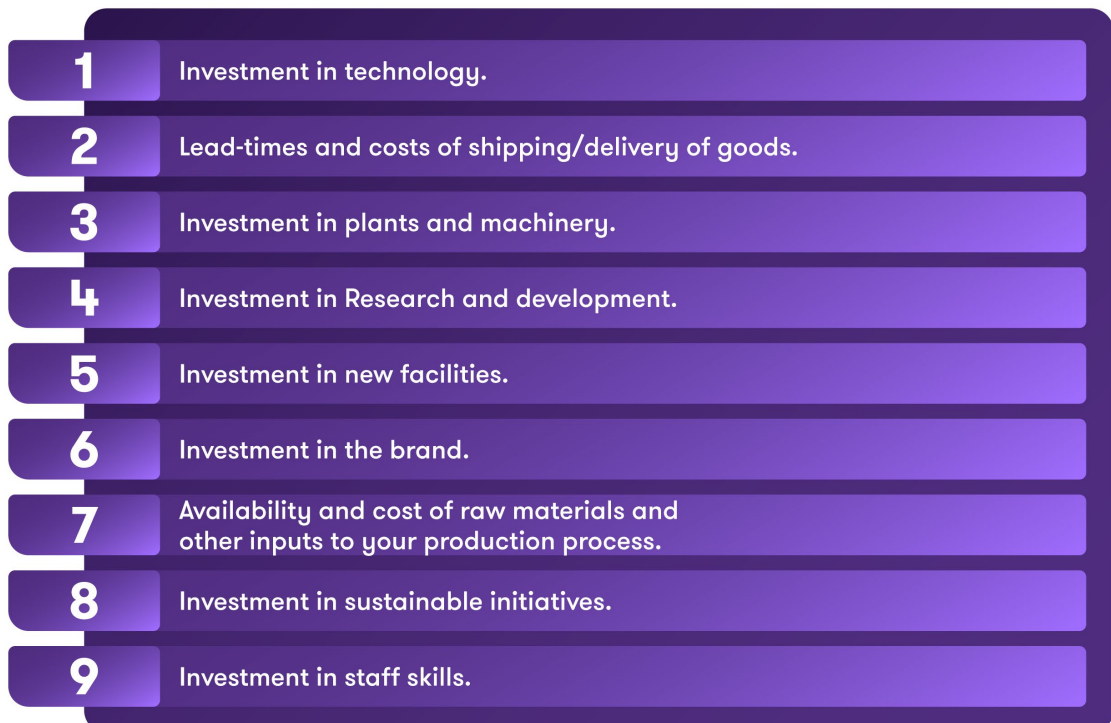 1
Investment in technology.
2
Lead-times and costs of shipping/delivery of goods.
3
Investment in plants and machinery.
4
Investment in Research and development.
5
Investment in new facilities.
6
Investment in the brand.
7
Availability and cost of raw materials and
other inputs to your production process.
8
Investment in sustainable initiatives.
9
Investment in staff skills.